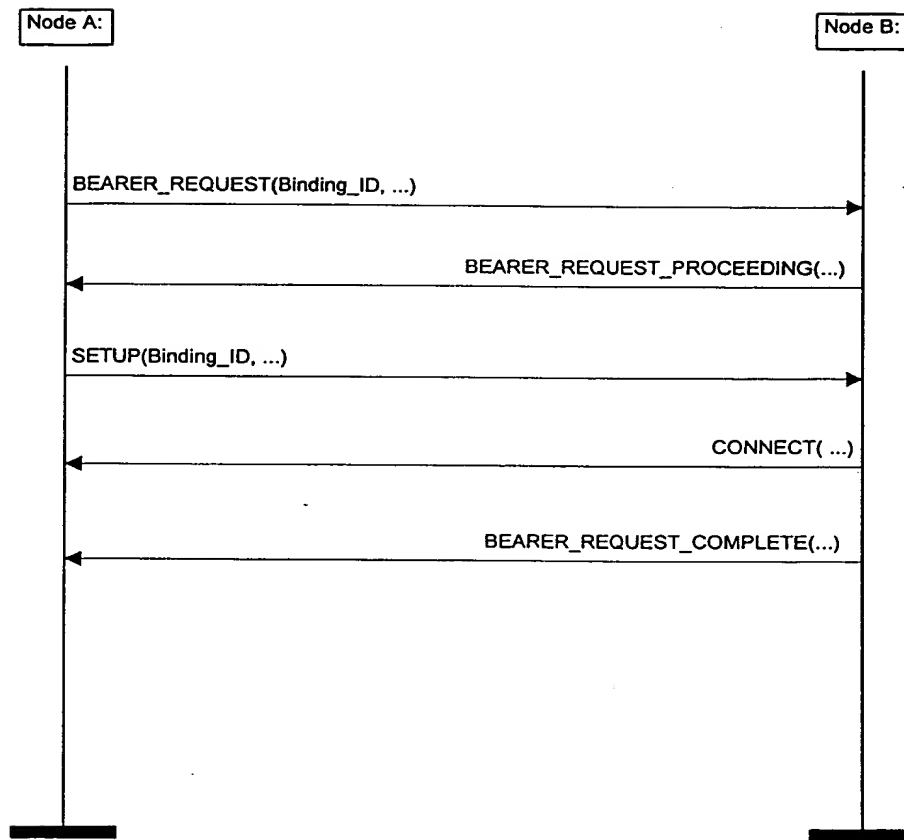 Node A:
Node B:
BEARER_REQUEST(Binding_ID, ...)
BEARER_REQUEST_PROCEEDING(...)
SETUP(Binding_ID, ...)
CONNECT( ...)
BEARER_REQUEST_COMPLETE(...)